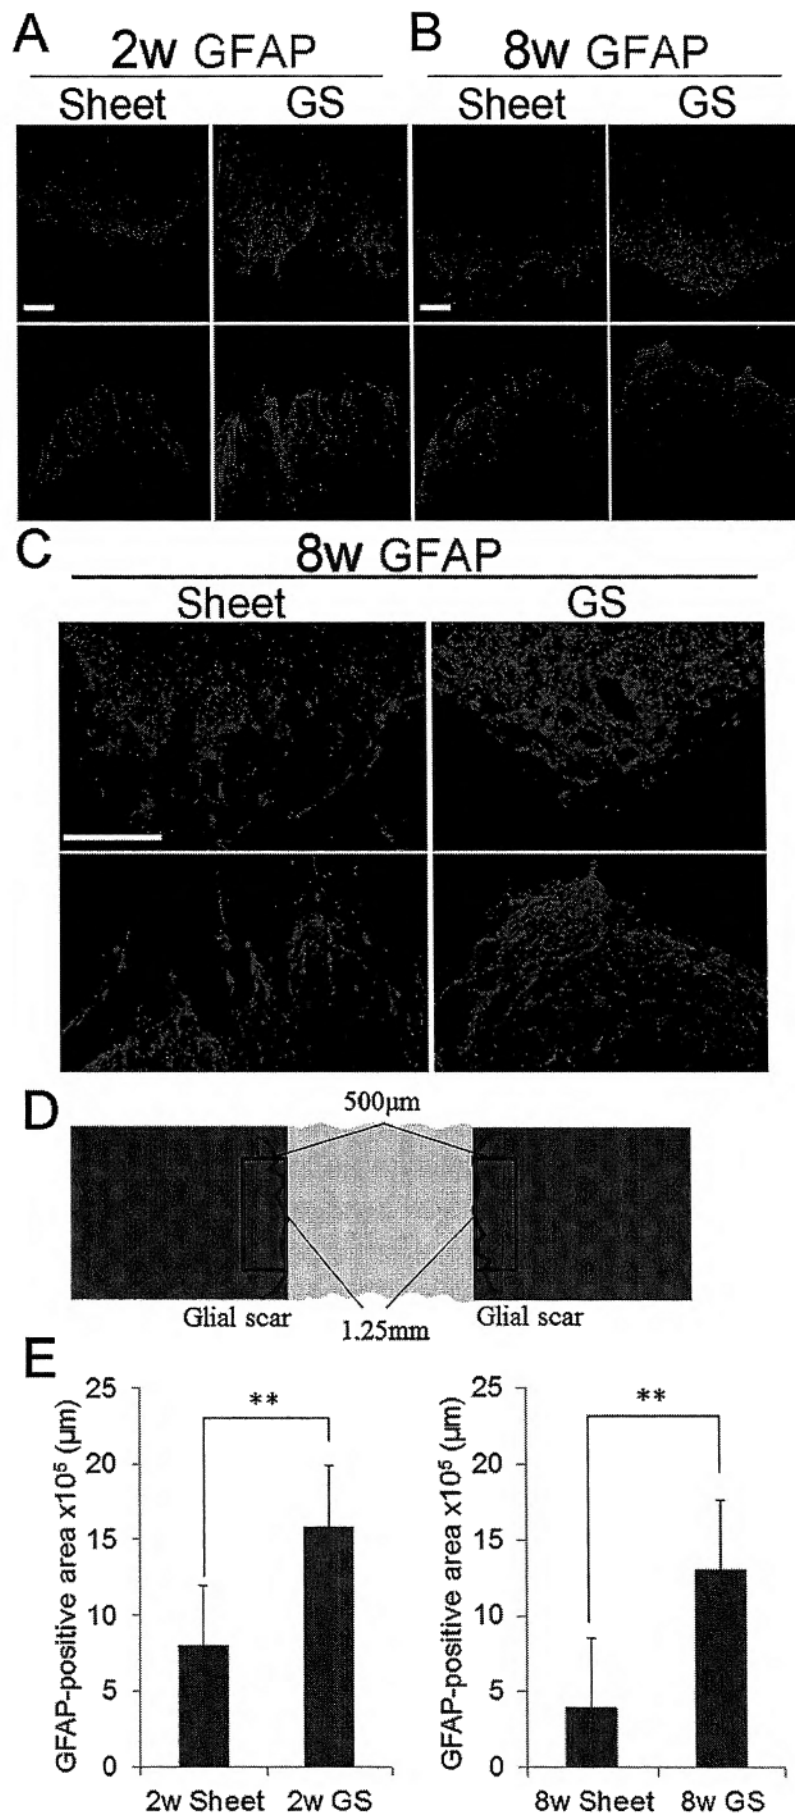 A
2w GFAP
Sheet GS
B
8w GFAP
Sheet GS
C
8w GFAP
Sheet GS
D
500µm
Glial scar
1.25mm
Glial scar
E
GFAP-positive area x10⁵ (µm)
25
20
15
10
5
0
**
2w Sheet 2w GS
GFAP-positive area x10⁵ (µm)
25
20
15
10
5
0
**
8w Sheet 8w GS